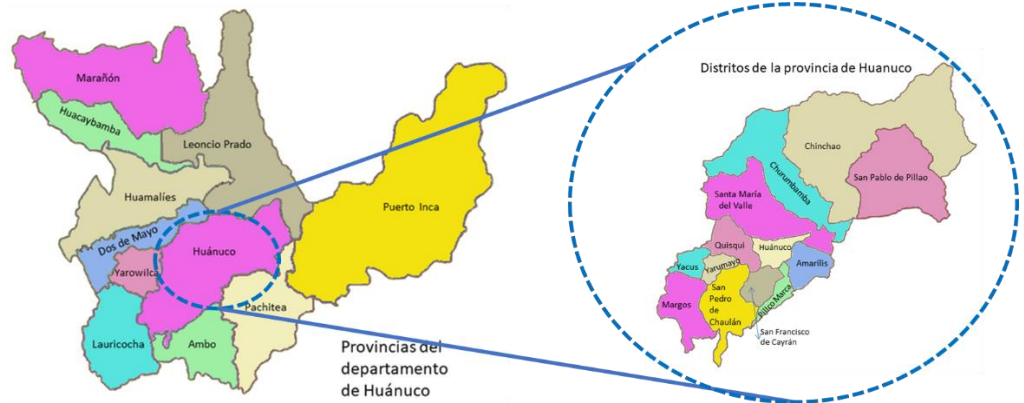 Marañón
Huacaybamba
Leoncio Prado
Huamalíes
Puerto Inca
Dos de Mayo
Huánuco
Yarowilca
Pachitea
Lauricocha
Ambo
Provincias del
departamento
de Huánuco
Distritos de la provincia de Huanuco
Chinchao
San Pablo de Pillao
Churumbamba
Santa María
del Valle
Quisqui
Huánuco
Amarilis
Yacus
Yarumayo
Margos
San
Pedro
de
Chaulán
Pillco Marca
San Francisco
de Cayrán